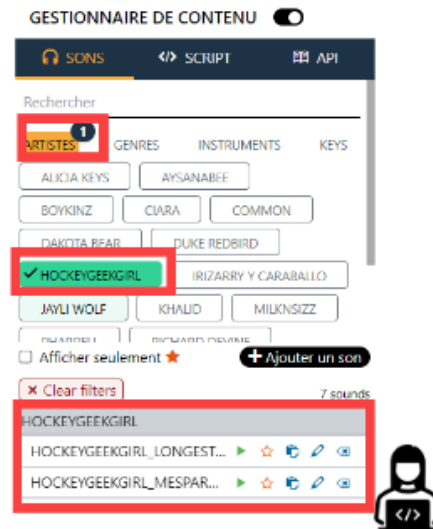 GESTIONNAIRE DE CONTENU
SONS </> SCRIPT API
Rechercher
1
ARTISTES GENRES INSTRUMENTS KEYS
ALICIA KEYS AYSANABEE
BOYKINZ CIARA COMMON
DAKOTA BEAR DUKE REDBIRD
HOCKEYGEEKGIRL IRIZARRY Y CARABALLO
JAYLI WOLF KHALID MILKNSIZZ
PHARRELL RICHARD DEVINE
Afficher seulement + Ajouter un son
× Clear filters 7 sounds
HOCKEYGEEKGIRL
HOCKEYGEEKGIRL_LONGEST...
HOCKEYGEEKGIRL_MESPAR...
</>